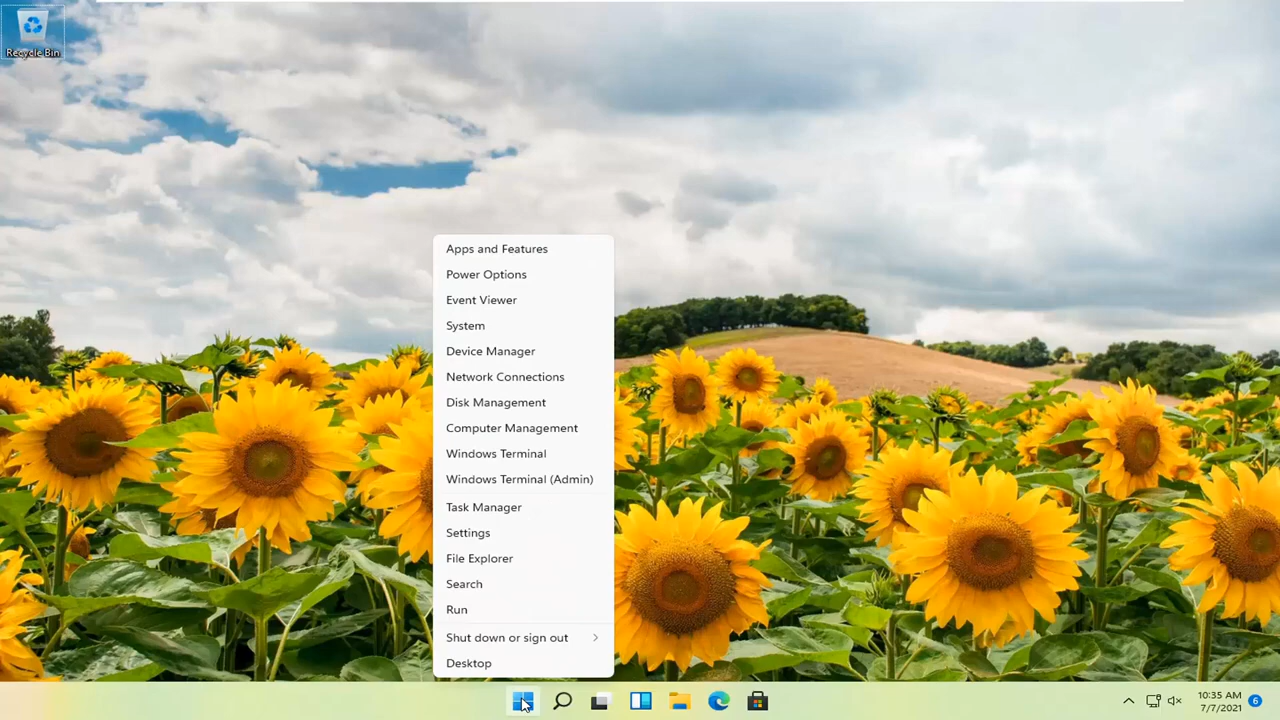 Recycle Bin
Apps and Features
Power Options
Event Viewer
System
Device Manager
Network Connections
Disk Management
Computer Management
Windows Terminal
Windows Terminal (Admin)
Task Manager
Settings
File Explorer
Search
Run
Shut down or sign out
Desktop
10:35 AM
7/7/2021
6